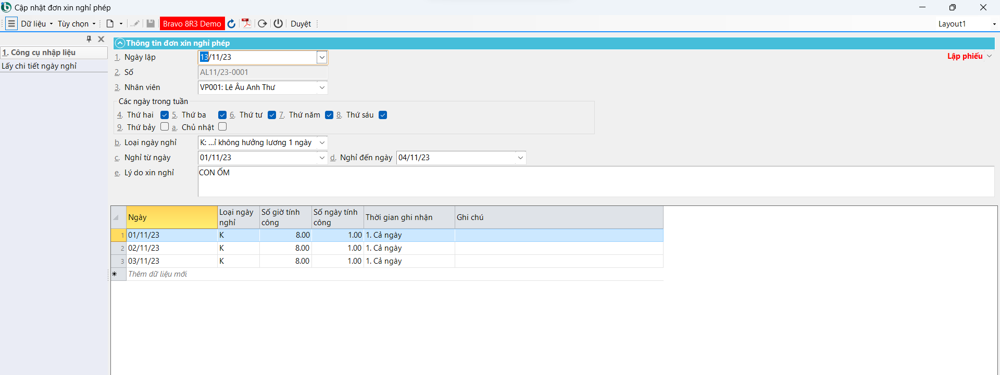 Cập nhật đơn xin nghỉ phép
Dữ liệu Tùy chọn Bravo 8R3 Demo Duyệt Layout1
1. Công cụ nhập liệu
Lấy chi tiết ngày nghỉ
Thông tin đơn xin nghỉ phép
Lập phiếu
1. Ngày lập 13/11/23
2. Số AL11/23-0001
3. Nhân viên VP001: Lê Âu Anh Thư
Các ngày trong tuần
4. Thứ hai 5. Thứ ba 6. Thứ tư 7. Thứ năm 8. Thứ sáu
9. Thứ bảy a. Chủ nhật
b. Loại ngày nghỉ K: ...ỉ không hưởng lương 1 ngày
c. Nghỉ từ ngày 01/11/23 d. Nghỉ đến ngày 04/11/23
e. Lý do xin nghỉ CON ỐM
Ngày Loại ngày nghỉ Số giờ tính công Số ngày tính công Thời gian ghi nhận Ghi chú
1 01/11/23 K 8.00 1.00 1. Cả ngày
2 02/11/23 K 8.00 1.00 1. Cả ngày
3 03/11/23 K 8.00 1.00 1. Cả ngày
* Thêm dữ liệu mới